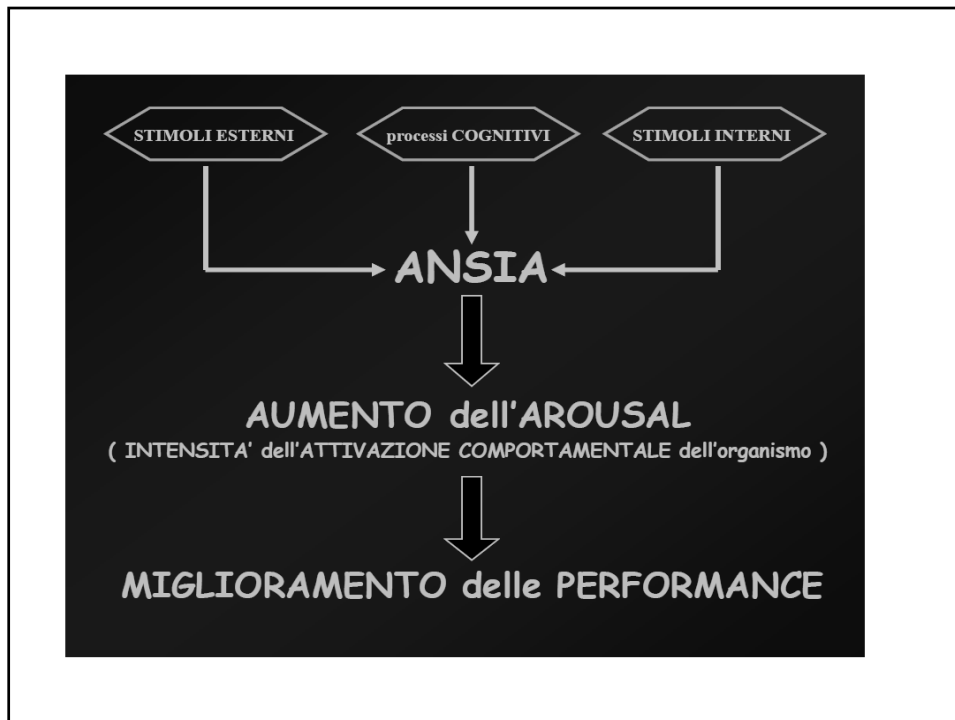 STIMOLI ESTERNI
processi COGNITIVI
STIMOLI INTERNI
ANSIA
AUMENTO dell'AROUSAL
( INTENSITA' dell'ATTIVAZIONE COMPORTAMENTALE dell'organismo )
MIGLIORAMENTO delle PERFORMANCE